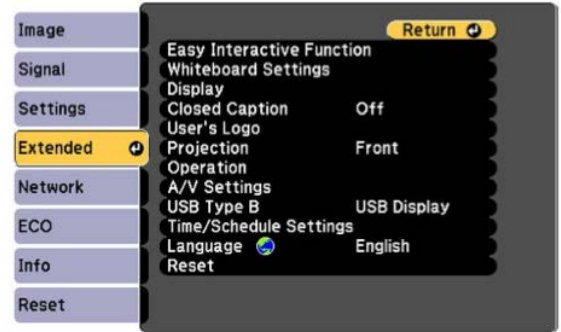 Image
Signal
Settings
Extended
Network
ECO
Info
Reset
Return
Easy Interactive Function
Whiteboard Settings
Display
Closed Caption Off
User's Logo
Projection Front
Operation
A/V Settings
USB Type B USB Display
Time/Schedule Settings
Language English
Reset